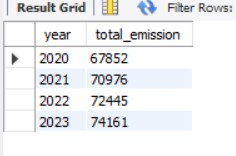 Result Grid Filter Rows:
year total_emission
2020 67852
2021 70976
2022 72445
2023 74161